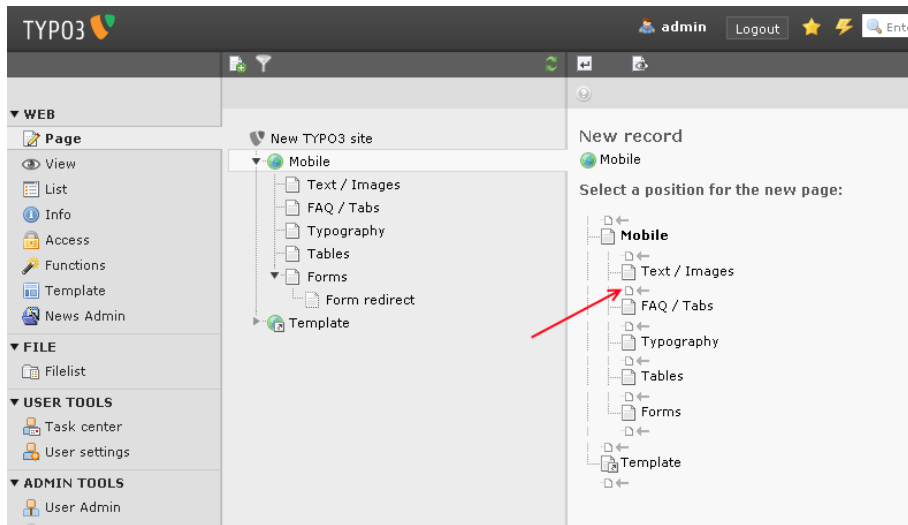 TYPO3
admin
Logout
Ente
WEB
Page
View
List
Info
Access
Functions
Template
News Admin
FILE
Filelist
USER TOOLS
Task center
User settings
ADMIN TOOLS
User Admin
New TYPO3 site
Mobile
Text / Images
FAQ / Tabs
Typography
Tables
Forms
Form redirect
Template
New record
Mobile
Select a position for the new page:
Mobile
Text / Images
FAQ / Tabs
Typography
Tables
Forms
Template